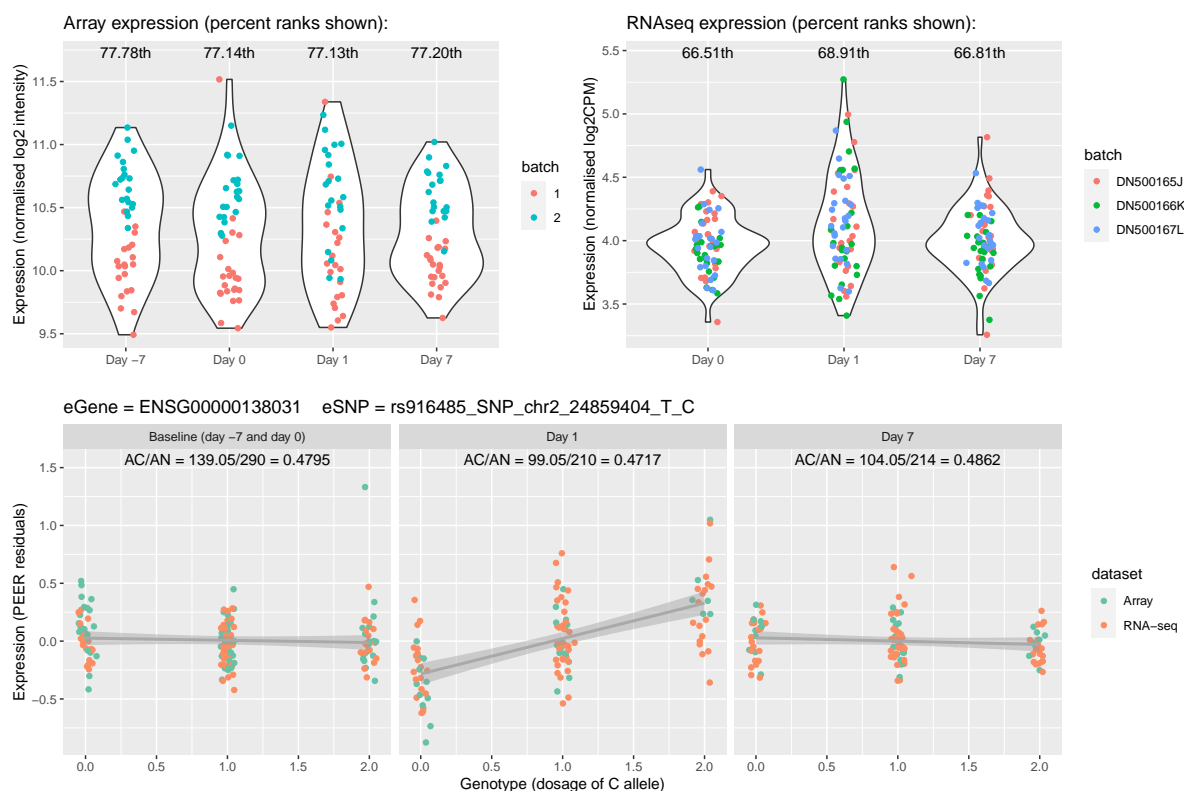 Array expression (percent ranks shown):
77.78th 77.14th 77.13th 77.20th
Expression (normalised log2 intensity)
11.5
11.0
10.5
10.0
9.5
Day −7 Day 0 Day 1 Day 7
batch
1
2
RNAseq expression (percent ranks shown):
66.51th 68.91th 66.81th
Expression (normalised log2CPM)
5.5
5.0
4.5
4.0
3.5
Day 0 Day 1 Day 7
batch
DN500165J
DN500166K
DN500167L
eGene = ENSG00000138031 eSNP = rs916485_SNP_chr2_24859404_T_C
Baseline (day −7 and day 0) Day 1 Day 7
AC/AN = 139.05/290 = 0.4795 AC/AN = 99.05/210 = 0.4717 AC/AN = 104.05/214 = 0.4862
Expression (PEER residuals)
1.5
1.0
0.5
0.0
−0.5
0.0 0.5 1.0 1.5 2.0 0.0 0.5 1.0 1.5 2.0 0.0 0.5 1.0 1.5 2.0
Genotype (dosage of C allele)
dataset
Array
RNA−seq